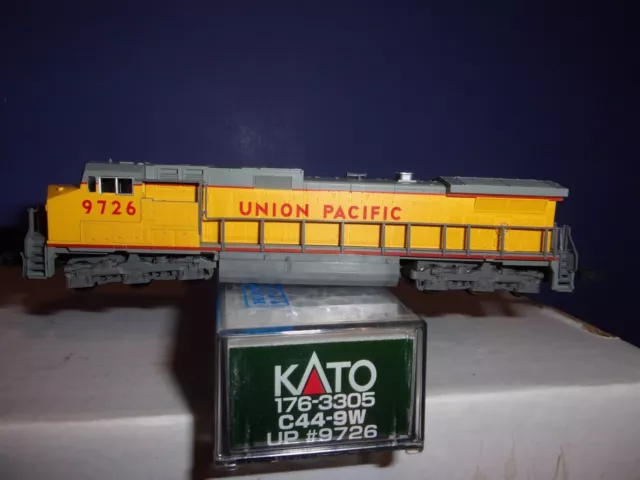 9726
UNION PACIFIC
KATO
176-3305
C44-9W
UP #9726